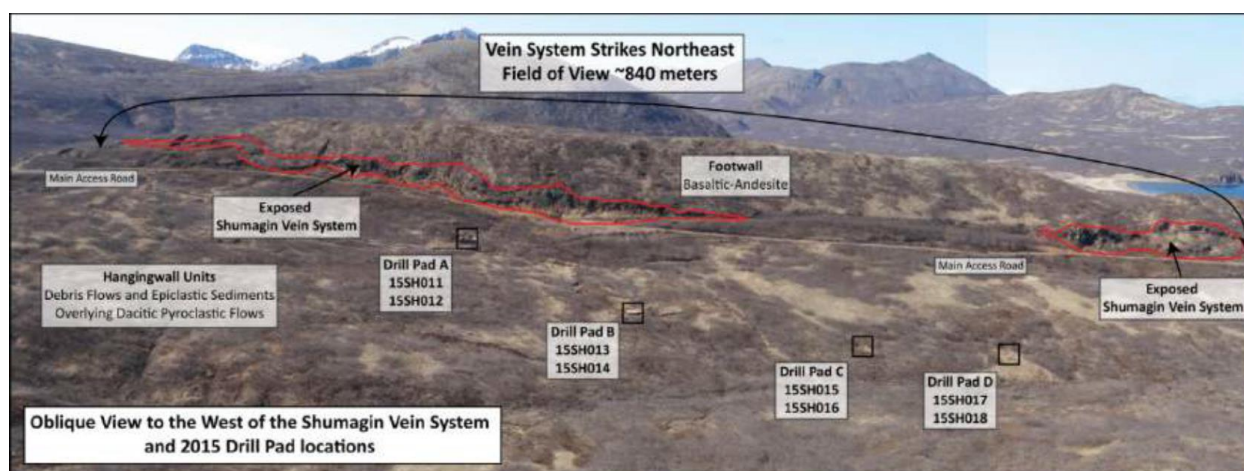 Vein System Strikes Northeast
Field of View ~840 meters
Main Access Road
Exposed
Shumagin Vein System
Footwall
Basaltic-Andesite
Hangingwall Units
Debris Flows and Epiclastic Sediments
Overlying Dacitic Pyroclastic Flows
Drill Pad A
15SH011
15SH012
Drill Pad B
15SH013
15SH014
Main Access Road
Exposed
Shumagin Vein System
Drill Pad C
15SH015
15SH016
Drill Pad D
15SH017
15SH018
Oblique View to the West of the Shumagin Vein System
and 2015 Drill Pad locations